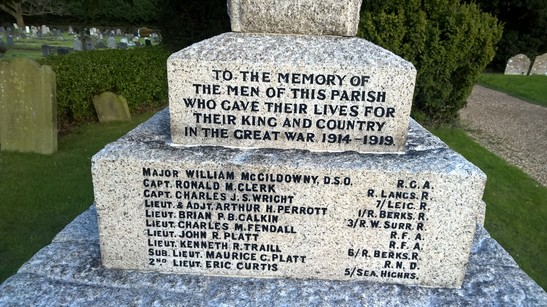 TO THE MEMORY OF
THE MEN OF THIS PARISH
WHO GAVE THEIR LIVES FOR
THEIR KING AND COUNTRY
IN THE GREAT WAR. 1914-1919.
MAJOR WILLIAM McGILDOWNY, D.S.O. R.G.A.
CAPT. RONALD M. CLERK R. LANCS. R.
CAPT. CHARLES J. S. WRIGHT 7/LEIC. R.
LIEUT. & ADJT. ARTHUR H. PERROTT 1/R. BERKS. R.
LIEUT. BRIAN P. B. CALKIN 3/R. W. SURR. R.
LIEUT. CHARLES M. FENDALL R. F. A.
LIEUT. JOHN R. PLATT R. F. A.
LIEUT. KENNETH R. TRAILL 6/R. BERKS. R.
SUB. LIEUT. MAURICE C. PLATT R. N. D.
2ND LIEUT. ERIC CURTIS 5/SEA. HIGHRS.